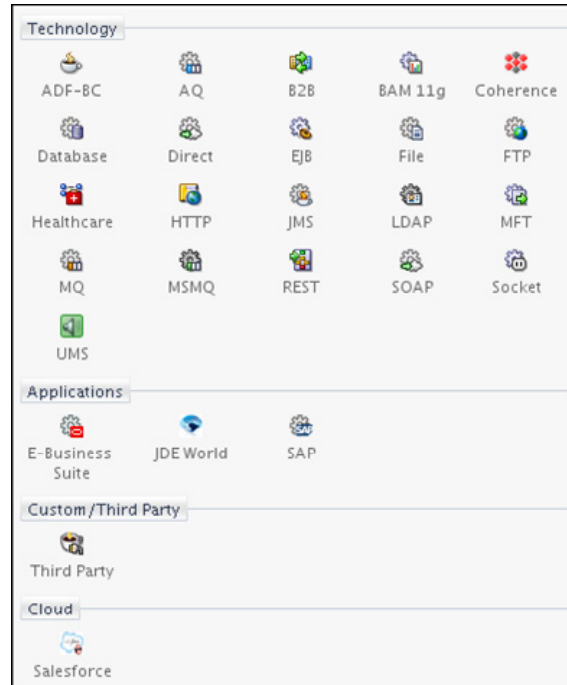 Technology
ADF-BC AQ B2B BAM 11g Coherence
Database Direct EJB File FTP
Healthcare HTTP JMS LDAP MFT
MQ MSMQ REST SOAP Socket
UMS
Applications
E-Business JDE World SAP
Suite
Custom/Third Party
Third Party
Cloud
Salesforce